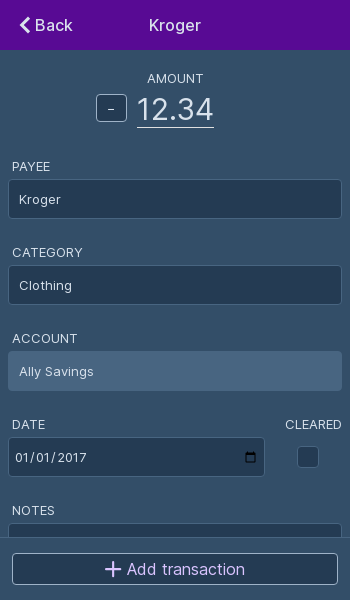 Back
Kroger
AMOUNT
- 12.34
PAYEE
Kroger
CATEGORY
Clothing
ACCOUNT
Ally Savings
DATE
CLEARED
01/01/2017
NOTES
Add transaction